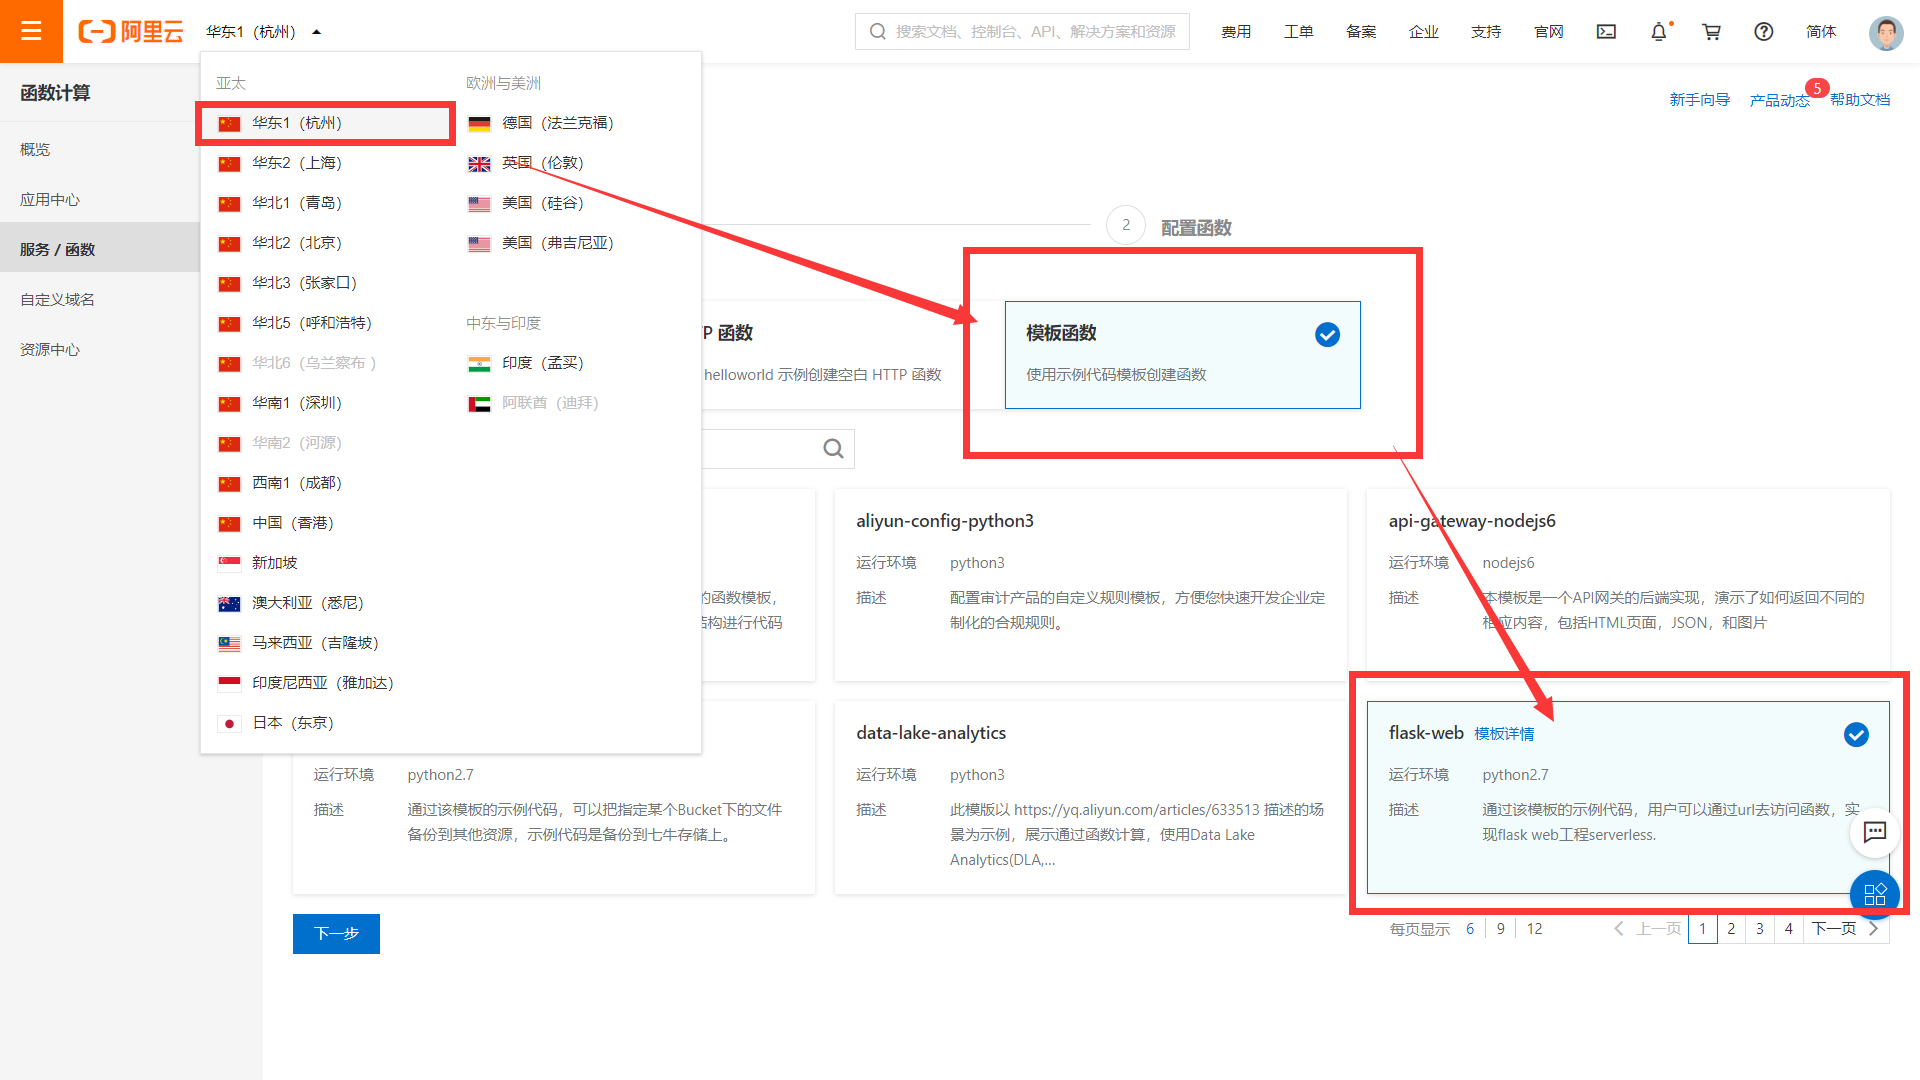 阿里云
华东1（杭州）
搜索文档、控制台、API、解决方案和资源
费用
工单
备案
企业
支持
官网
简体
函数计算
概览
应用中心
服务 / 函数
自定义域名
资源中心
亚太
华东1（杭州）
华东2（上海）
华北1（青岛）
华北2（北京）
华北3（张家口）
华北5（呼和浩特）
华北6（乌兰察布 ）
华南1（深圳）
华南2（河源）
西南1（成都）
中国（香港）
新加坡
澳大利亚（悉尼）
马来西亚（吉隆坡）
印度尼西亚（雅加达）
日本（东京）
欧洲与美洲
德国（法兰克福）
英国（伦敦）
美国（硅谷）
美国（弗吉尼亚）
中东与印度
印度（孟买）
阿联酋（迪拜）
新手向导
产品动态
5
帮助文档
2
配置函数
P 函数
helloworld 示例创建空白 HTTP 函数
模板函数
使用示例代码模板创建函数
的函数模板，
结构进行代码
aliyun-config-python3
运行环境 python3
描述 配置审计产品的自定义规则模板，方便您快速开发企业定
制化的合规规则。
api-gateway-nodejs6
运行环境 nodejs6
描述 本模板是一个API网关的后端实现，演示了如何返回不同的
相应内容，包括HTML页面，JSON，和图片
运行环境 python2.7
描述 通过该模板的示例代码，可以把指定某个Bucket下的文件
备份到其他资源，示例代码是备份到七牛存储上。
data-lake-analytics
运行环境 python3
描述 此模版以 https://yq.aliyun.com/articles/633513 描述的场
景为示例，展示通过函数计算，使用Data Lake
Analytics(DLA,...
flask-web 模板详情
运行环境 python2.7
描述 通过该模板的示例代码，用户可以通过url去访问函数，实
现flask web工程serverless.
下一步
每页显示 6 9 12
上一页 1 2 3 4 下一页